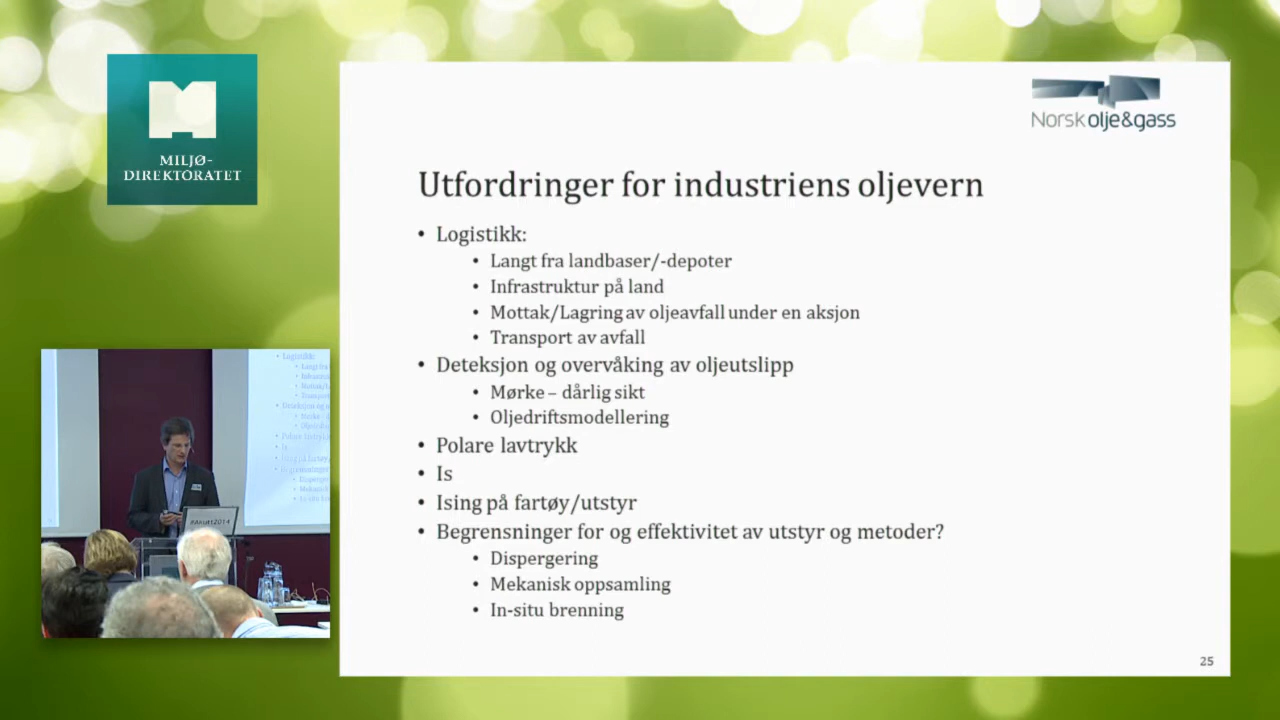 MILJØ-
DIREKTORATET
Norsk olje&gass
Utfordringer for industriens oljevern
• Logistikk:
• Langt fra landbaser/-depoter
• Infrastruktur på land
• Mottak/Lagring av oljeavfall under en aksjon
• Transport av avfall
• Deteksjon og overvåking av oljeutslipp
• Mørke – dårlig sikt
• Oljedriftsmodellering
• Polare lavtrykk
• Is
• Ising på fartøy/utstyr
• Begrensninger for og effektivitet av utstyr og metoder?
• Dispergering
• Mekanisk oppsamling
• In-situ brenning
25